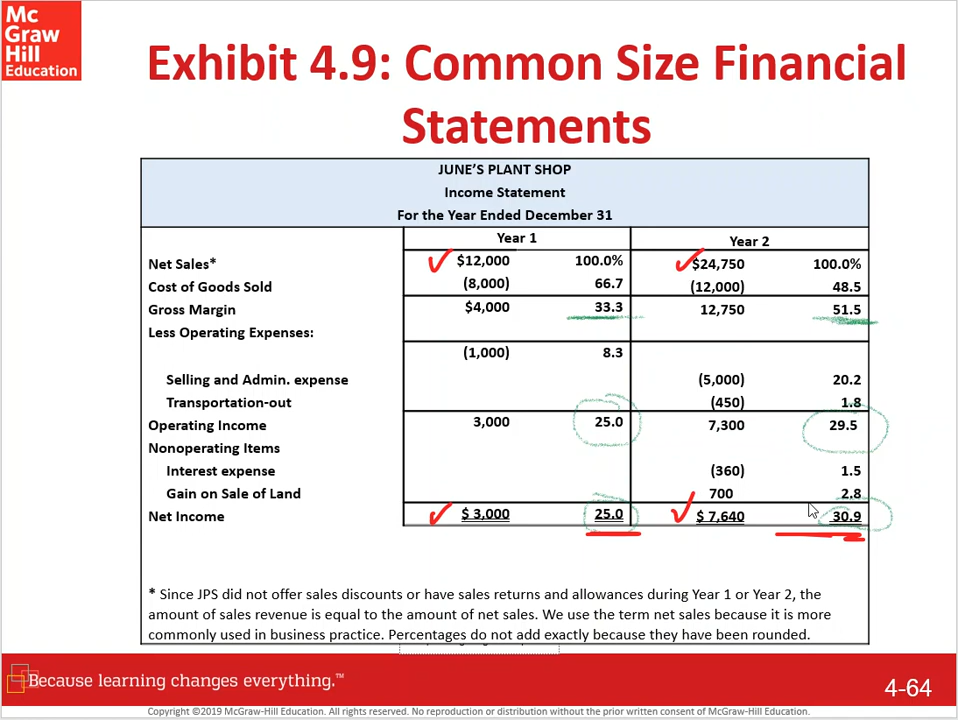 Mc
Graw
Hill
Education
Exhibit 4.9: Common Size Financial
Statements
JUNE'S PLANT SHOP
Income Statement
For the Year Ended December 31
Year 1 Year 2
Net Sales* $12,000 100.0% $24,750 100.0%
Cost of Goods Sold (8,000) 66.7 (12,000) 48.5
Gross Margin $4,000 33.3 12,750 51.5
Less Operating Expenses:
(1,000) 8.3
Selling and Admin. expense (5,000) 20.2
Transportation-out (450) 1.8
Operating Income 3,000 25.0 7,300 29.5
Nonoperating Items
Interest expense (360) 1.5
Gain on Sale of Land 700 2.8
Net Income $ 3,000 25.0 $ 7,640 30.9
* Since JPS did not offer sales discounts or have sales returns and allowances during Year 1 or Year 2, the
amount of sales revenue is equal to the amount of net sales. We use the term net sales because it is more
commonly used in business practice. Percentages do not add exactly because they have been rounded.
Because learning changes everything.™
4-64
Copyright ©2019 McGraw-Hill Education. All rights reserved. No reproduction or distribution without the prior written consent of McGraw-Hill Education.